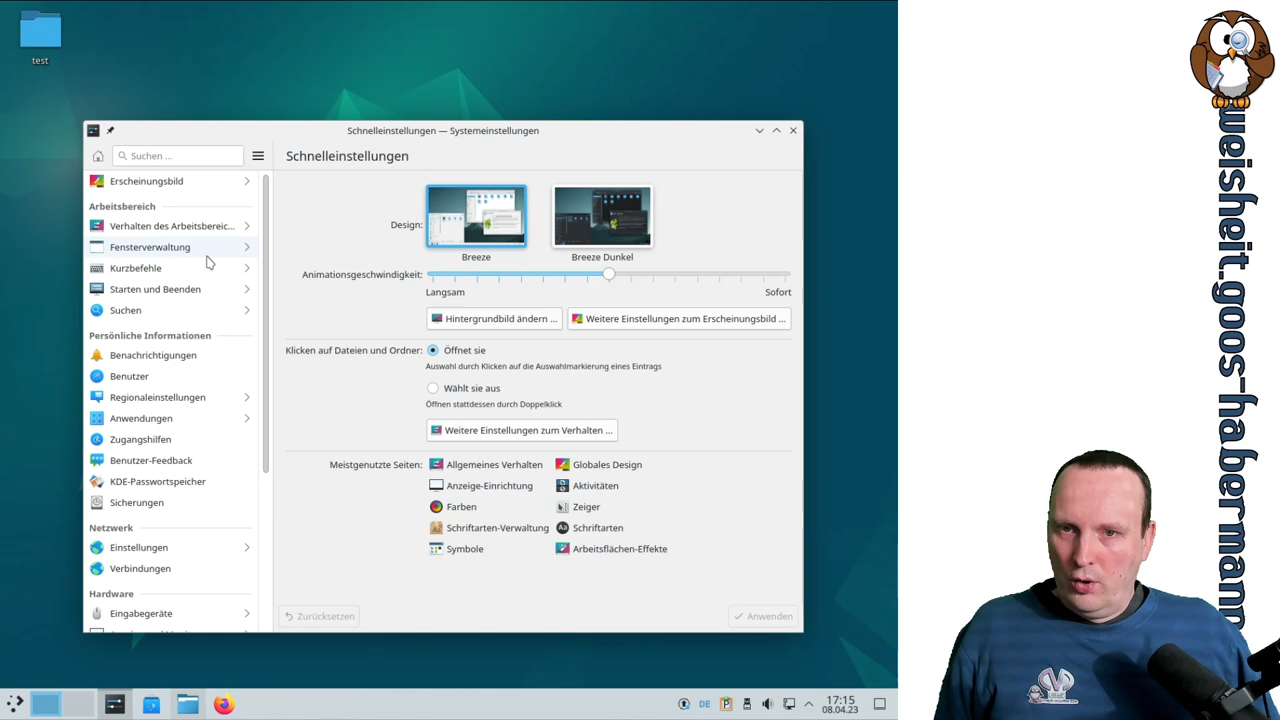 test
Schnelleinstellungen — Systemeinstellungen
Suchen ...
Schnelleinstellungen
Erscheinungsbild
Arbeitsbereich
Verhalten des Arbeitsbereic...
Fensterverwaltung
Kurzbefehle
Starten und Beenden
Suchen
Persönliche Informationen
Benachrichtigungen
Benutzer
Regionaleinstellungen
Anwendungen
Zugangshilfen
Benutzer-Feedback
KDE-Passwortspeicher
Sicherungen
Netzwerk
Einstellungen
Verbindungen
Hardware
Eingabegeräte
Design:
Breeze
Breeze Dunkel
Animationsgeschwindigkeit:
Langsam
Sofort
Hintergrundbild ändern ...
Weitere Einstellungen zum Erscheinungsbild ...
Klicken auf Dateien und Ordner:
Öffnet sie
Auswahl durch Klicken auf die Auswahlmarkierung eines Eintrags
Wählt sie aus
Öffnen stattdessen durch Doppelklick
Weitere Einstellungen zum Verhalten ...
Meistgenutzte Seiten:
Allgemeines Verhalten
Globales Design
Anzeige-Einrichtung
Aktivitäten
Farben
Zeiger
Schriftarten-Verwaltung
Schriftarten
Symbole
Arbeitsflächen-Effekte
Zurücksetzen
Anwenden
DE
17:15
08.04.23
weisheit.goos-habermann